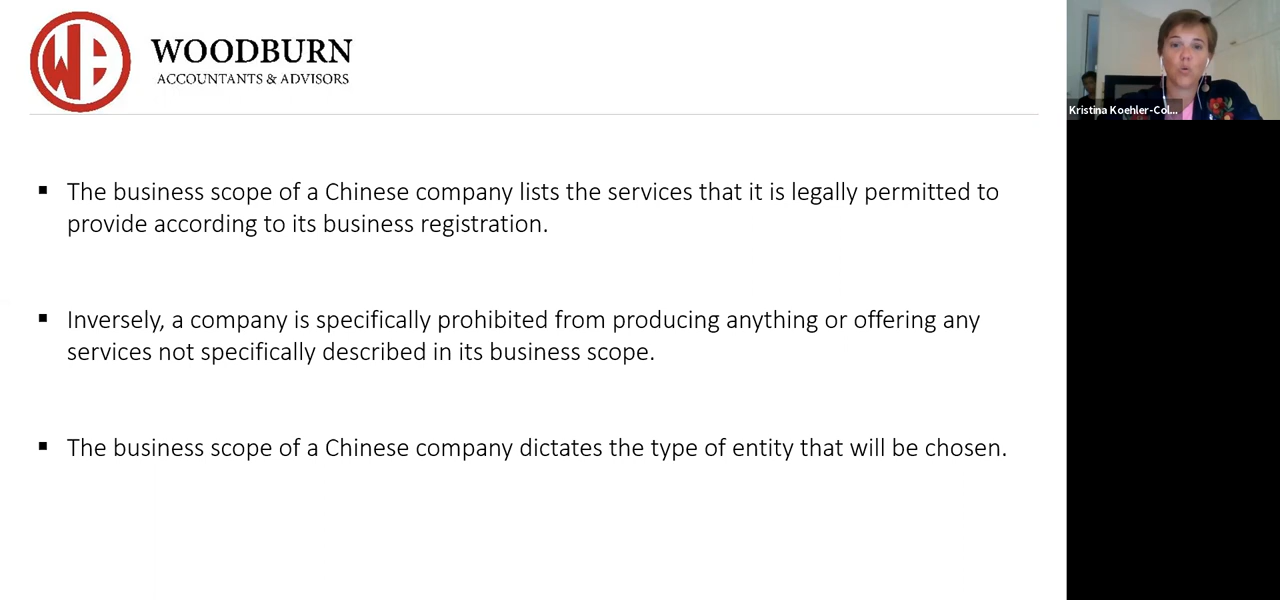 WOODBURN
ACCOUNTANTS & ADVISORS
Kristina Koehler-Col...
▪ The business scope of a Chinese company lists the services that it is legally permitted to
provide according to its business registration.
▪ Inversely, a company is specifically prohibited from producing anything or offering any
services not specifically described in its business scope.
▪ The business scope of a Chinese company dictates the type of entity that will be chosen.